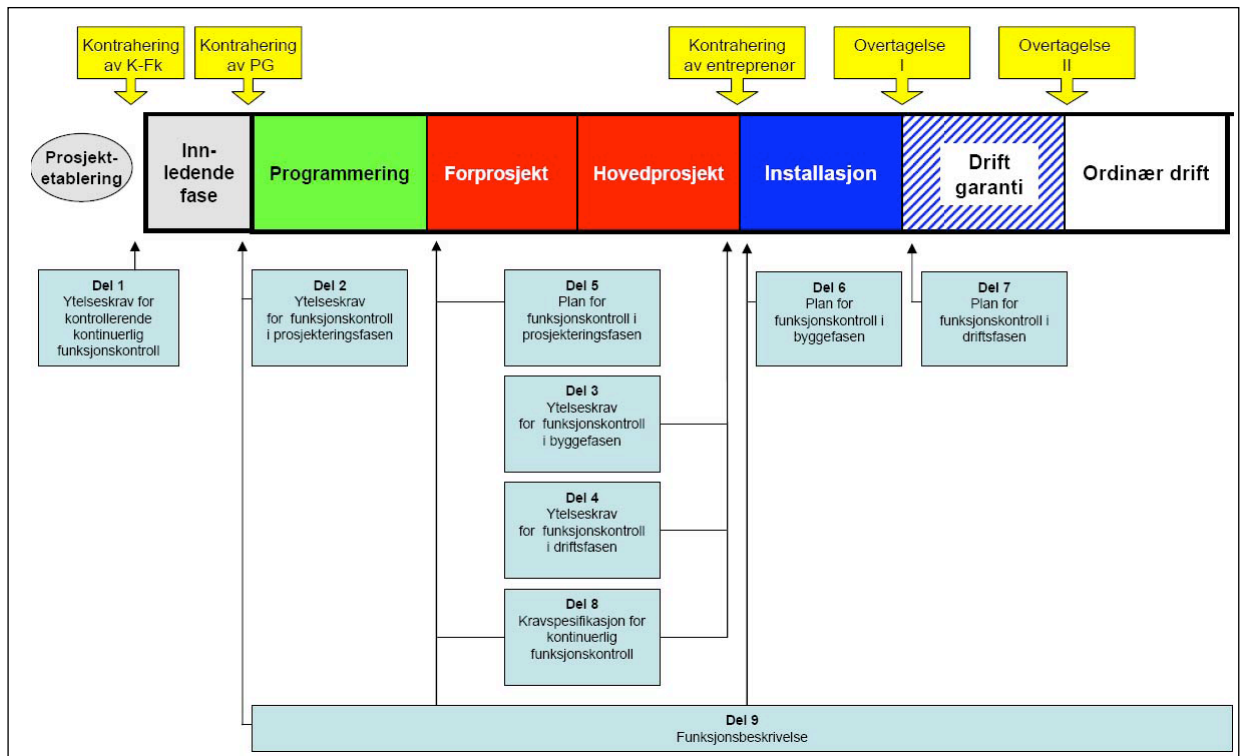 Kontrahering
av K-Fk
Kontrahering
av PG
Kontrahering
av entreprenør
Overtagelse
I
Overtagelse
II
Prosjekt-
etablering
Inn-
ledende
fase
Programmering
Forprosjekt
Hovedprosjekt
Installasjon
Drift
garanti
Ordinær drift
Del 1
Ytelseskrav for
kontrollerende
kontinuerlig
funksjonskontroll
Del 2
Ytelseskrav
for funksjonskontroll
i prosjekteringsfasen
Del 5
Plan for
funksjonskontroll i
prosjekteringsfasen
Del 6
Plan for
funksjonskontroll i
byggefasen
Del 7
Plan for
funksjonskontroll i
driftsfasen
Del 3
Ytelseskrav
for funksjonskontroll
i byggefasen
Del 4
Ytelseskrav
for funksjonskontroll
i driftsfasen
Del 8
Kravspesifikasjon for
kontinuerlig
funksjonskontroll
Del 9
Funksjonsbeskrivelse